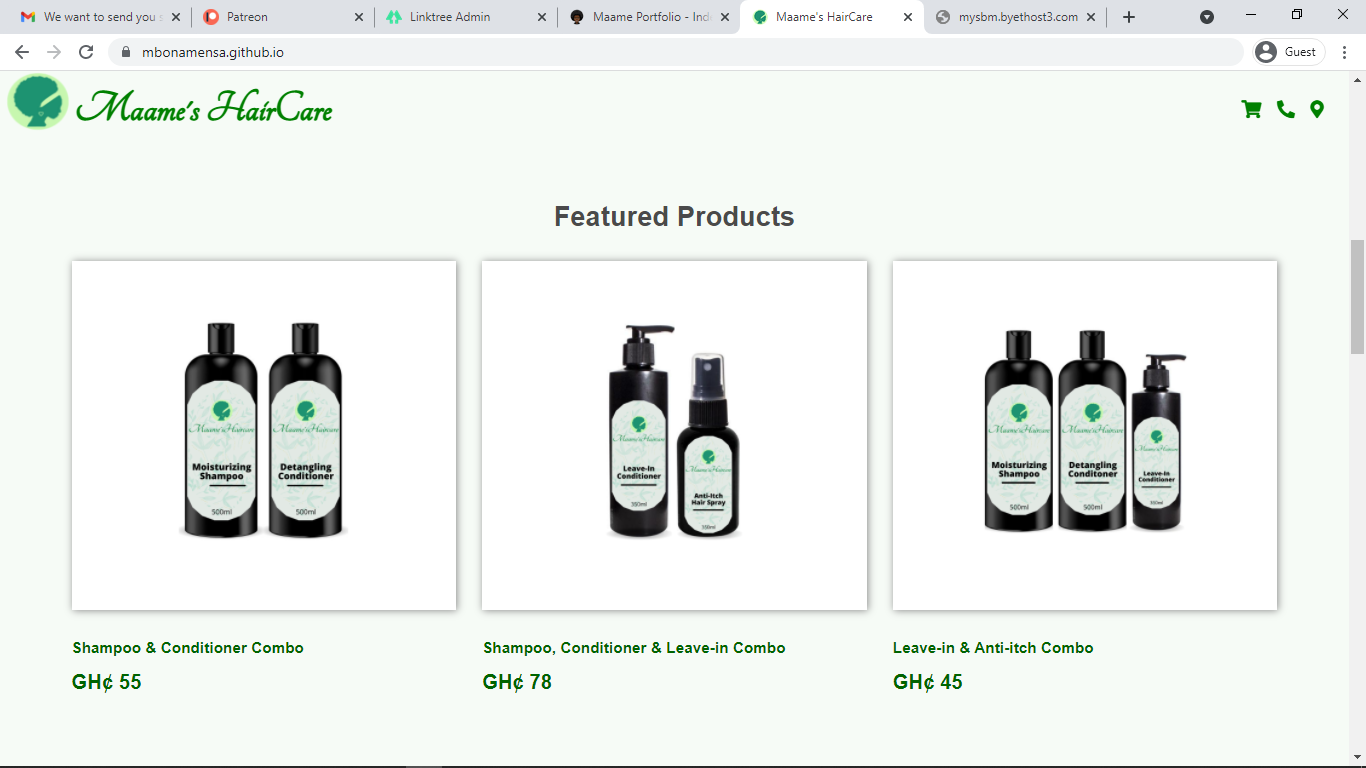 We want to send you s
Patreon
Linktree Admin
Maame Portfolio - Ind
Maame's HairCare
mysbm.byethost3.com
mbonamensa.github.io
Guest
Maame's HairCare
Featured Products
Maame's Haircare
Moisturizing
Shampoo
500ml
Maame's Haircare
Detangling
Conditioner
500ml
Maame's Haircare
Leave-In
Conditioner
350ml
Maame's Haircare
Anti-Itch
Hair Spray
350ml
Maame's Haircare
Moisturizing
Shampoo
500ml
Maame's Haircare
Detangling
Conditoner
500ml
Maame's Haircare
Leave-In
Conditioner
350ml
Shampoo & Conditioner Combo
GH¢ 55
Shampoo, Conditioner & Leave-in Combo
GH¢ 78
Leave-in & Anti-itch Combo
GH¢ 45